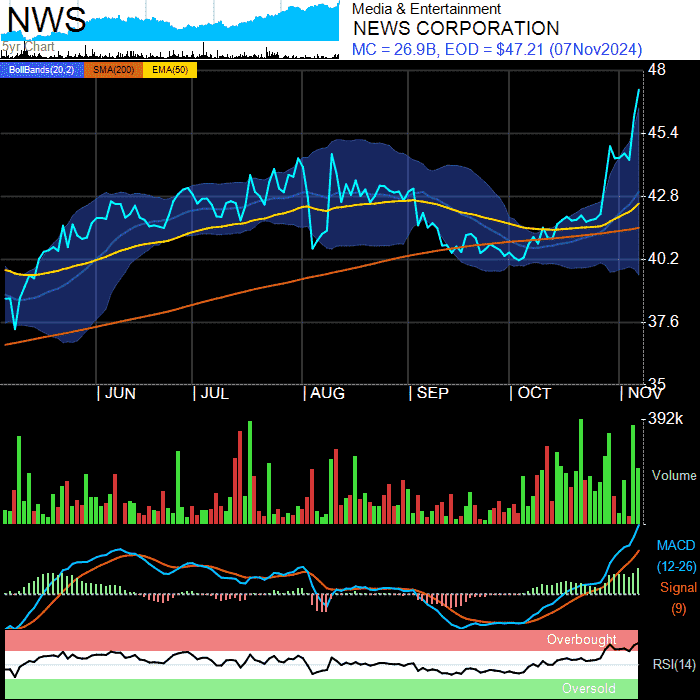 NWS
5yr Chart
Media & Entertainment
NEWS CORPORATION
MC = 26.9B, EOD = $47.21 (07Nov2024)
BollBands(20,2) SMA(200) EMA(50)
48
45.4
42.8
40.2
37.6
35
JUN JUL AUG SEP OCT NOV
392k
Volume
MACD
(12-26)
Signal
(9)
Overbought
RSI(14)
Oversold